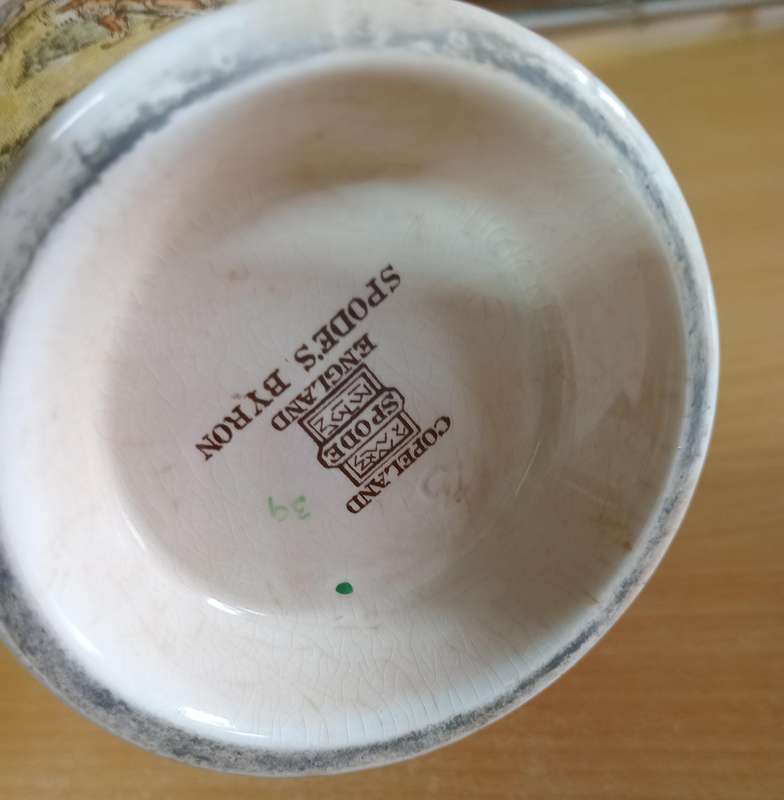 COPELAND
SPODE
ENGLAND
SPODE'S BYRON
39